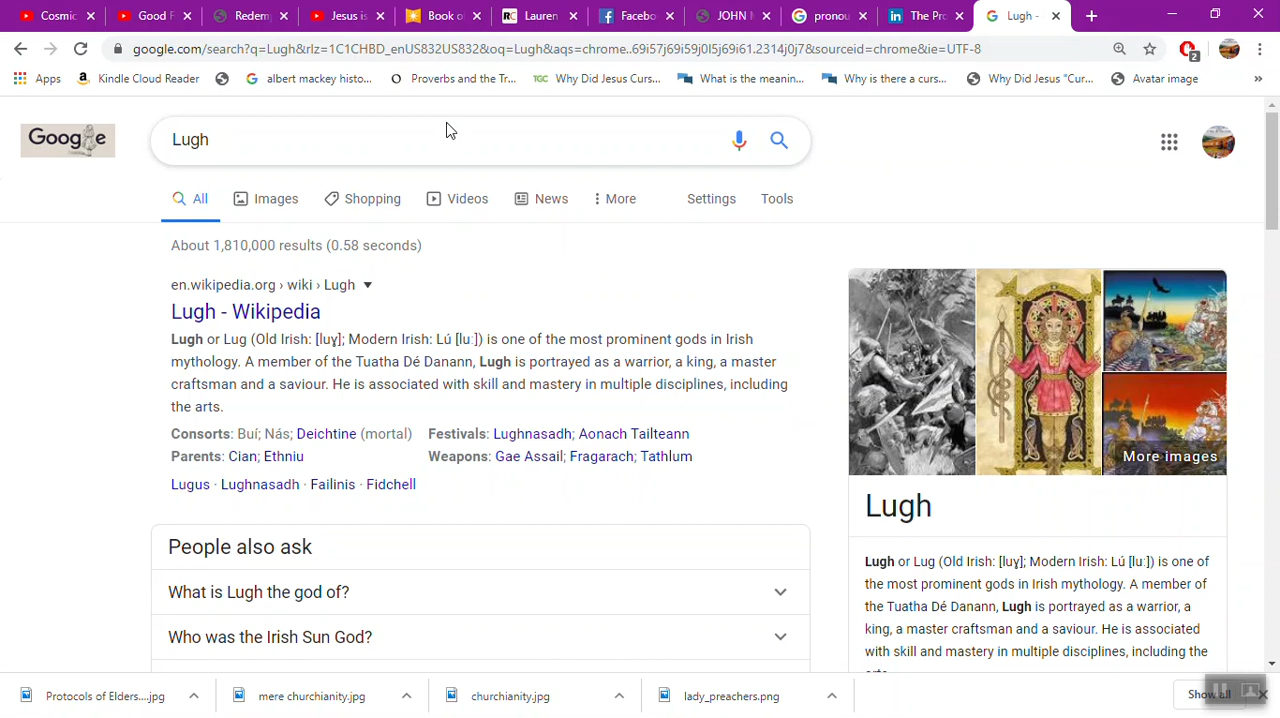 Cosmic
Good F
Redemp
Jesus is
Book o
Lauren
Facebo
JOHN M
pronou
The Pro
Lugh -
google.com/search?q=Lugh&rlz=1C1CHBD_enUS832US832&oq=Lugh&aqs=chrome..69i57j69i59j0l5j69i61.2314j0j7&sourceid=chrome&ie=UTF-8
2
Apps
Kindle Cloud Reader
albert mackey histo...
Proverbs and the Tr...
TGC Why Did Jesus Curs...
What is the meanin...
Why is there a curs...
Why Did Jesus "Cur...
Avatar image
Google
Lugh
All
Images
Shopping
Videos
News
More
Settings
Tools
About 1,810,000 results (0.58 seconds)
en.wikipedia.org › wiki › Lugh
Lugh - Wikipedia
Lugh or Lug (Old Irish: [luɣ]; Modern Irish: Lú [luː]) is one of the most prominent gods in Irish
mythology. A member of the Tuatha Dé Danann, Lugh is portrayed as a warrior, a king, a master
craftsman and a saviour. He is associated with skill and mastery in multiple disciplines, including
the arts.
Consorts: Buí; Nás; Deichtine (mortal)
Festivals: Lughnasadh; Aonach Tailteann
Parents: Cian; Ethniu
Weapons: Gae Assail; Fragarach; Tathlum
Lugus · Lughnasadh · Failinis · Fidchell
People also ask
What is Lugh the god of?
Who was the Irish Sun God?
More images
Lugh
Lugh or Lug (Old Irish: [luɣ]; Modern Irish: Lú [luː]) is one of
the most prominent gods in Irish mythology. A member of
the Tuatha Dé Danann, Lugh is portrayed as a warrior, a
king, a master craftsman and a saviour. He is associated
with skill and mastery in multiple disciplines, including the
Protocols of Elders....jpg
mere churchianity.jpg
churchianity.jpg
lady_preachers.png
Show all